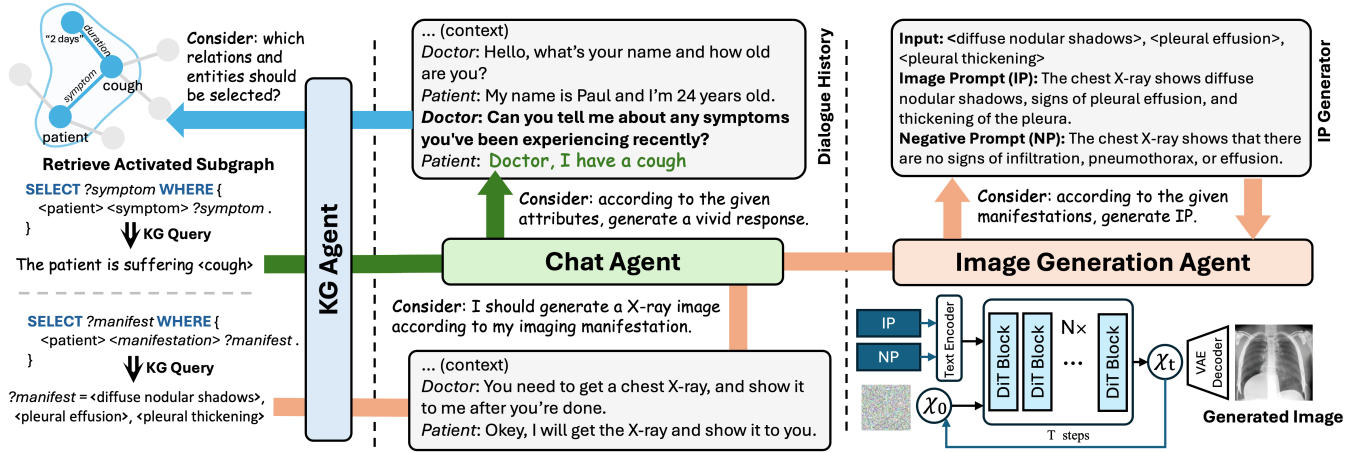 "2 days"
duration
symptom
cough
patient
Consider: which
relations and
entities should
be selected?
Retrieve Activated Subgraph
SELECT ?symptom WHERE {
<patient> <symptom> ?symptom .
}
KG Query
The patient is suffering <cough>
SELECT ?manifest WHERE {
<patient> <manifestation> ?manifest .
}
KG Query
?manifest = <diffuse nodular shadows>,
<pleural effusion>, <pleural thickening>
KG Agent
... (context)
Doctor: Hello, what's your name and how old
are you?
Patient: My name is Paul and I'm 24 years old.
Doctor: Can you tell me about any symptoms
you've been experiencing recently?
Patient: Doctor, I have a cough
Dialogue History
Consider: according to the given
attributes, generate a vivid response.
Chat Agent
Consider: I should generate a X-ray image
according to my imaging manifestation.
... (context)
Doctor: You need to get a chest X-ray, and show it
to me after you're done.
Patient: Okey, I will get the X-ray and show it to you.
Input: <diffuse nodular shadows>, <pleural effusion>,
<pleural thickening>
Image Prompt (IP): The chest X-ray shows diffuse
nodular shadows, signs of pleural effusion, and
thickening of the pleura.
Negative Prompt (NP): The chest X-ray shows that there
are no signs of infiltration, pneumothorax, or effusion.
IP Generator
Consider: according to the given
manifestations, generate IP.
Image Generation Agent
IP
NP
Text Encoder
DiT Block
DiT Block
N×
...
DiT Block
χ0
χt
T steps
VAE
Decoder
Generated Image